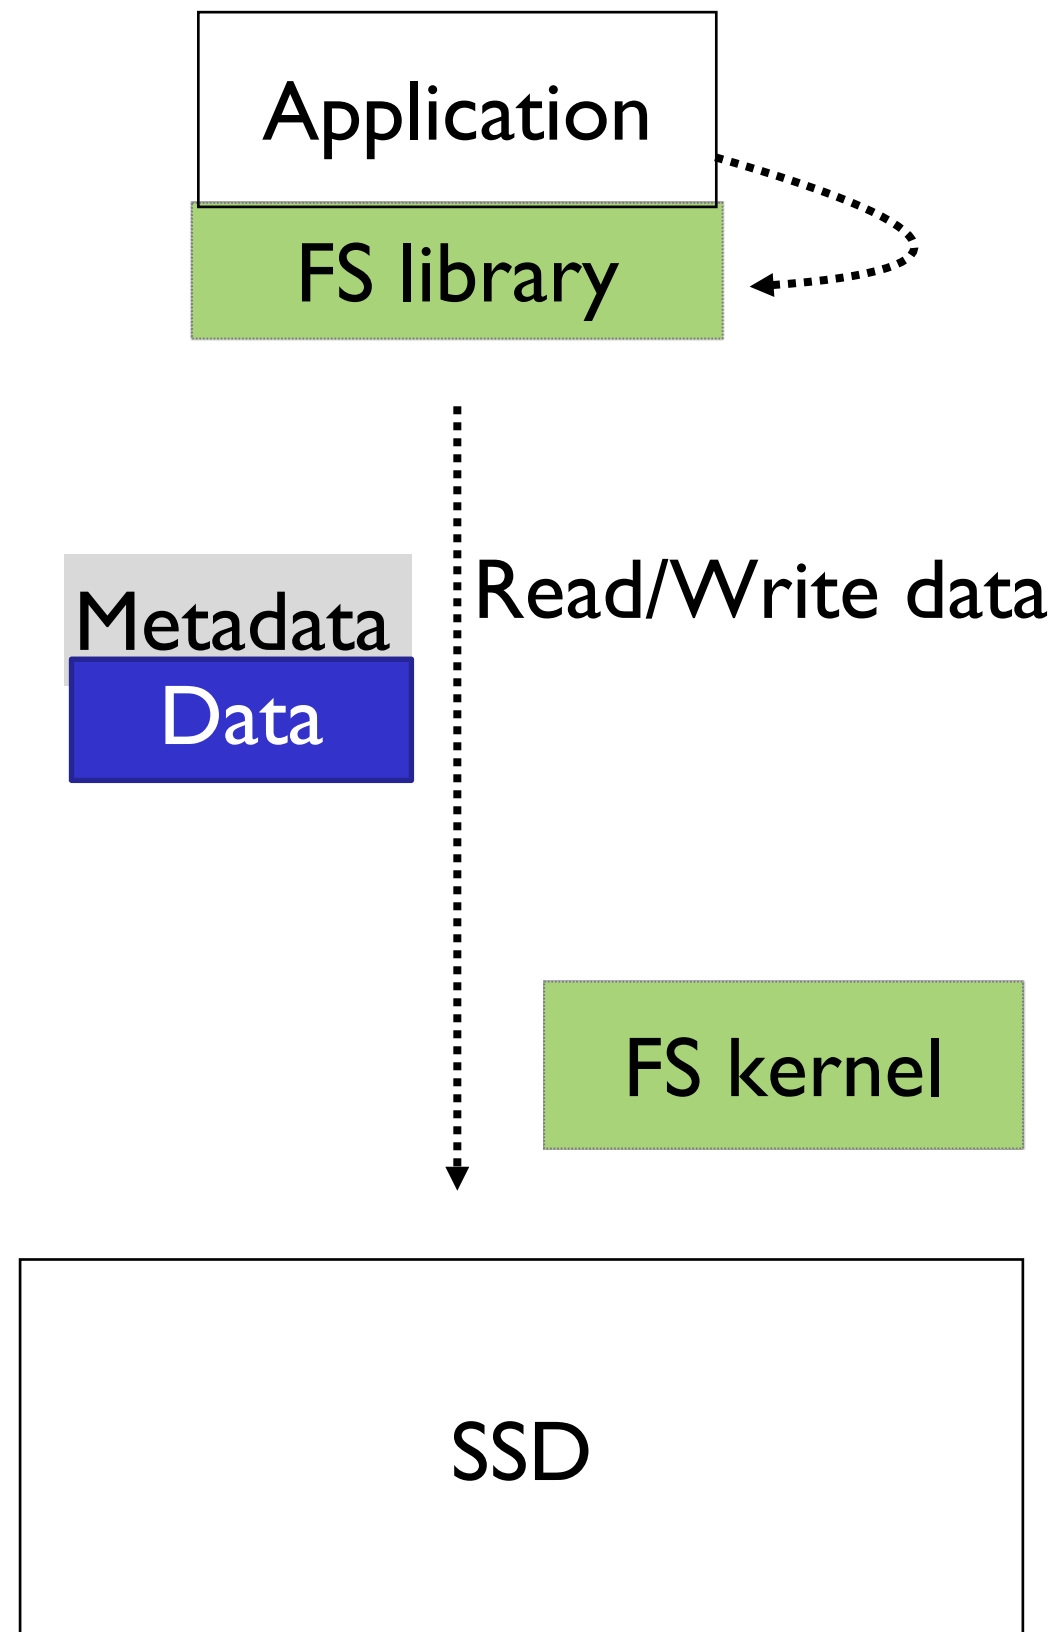 Application
FS library
Read/Write data
Metadata
Data
FS kernel
SSD